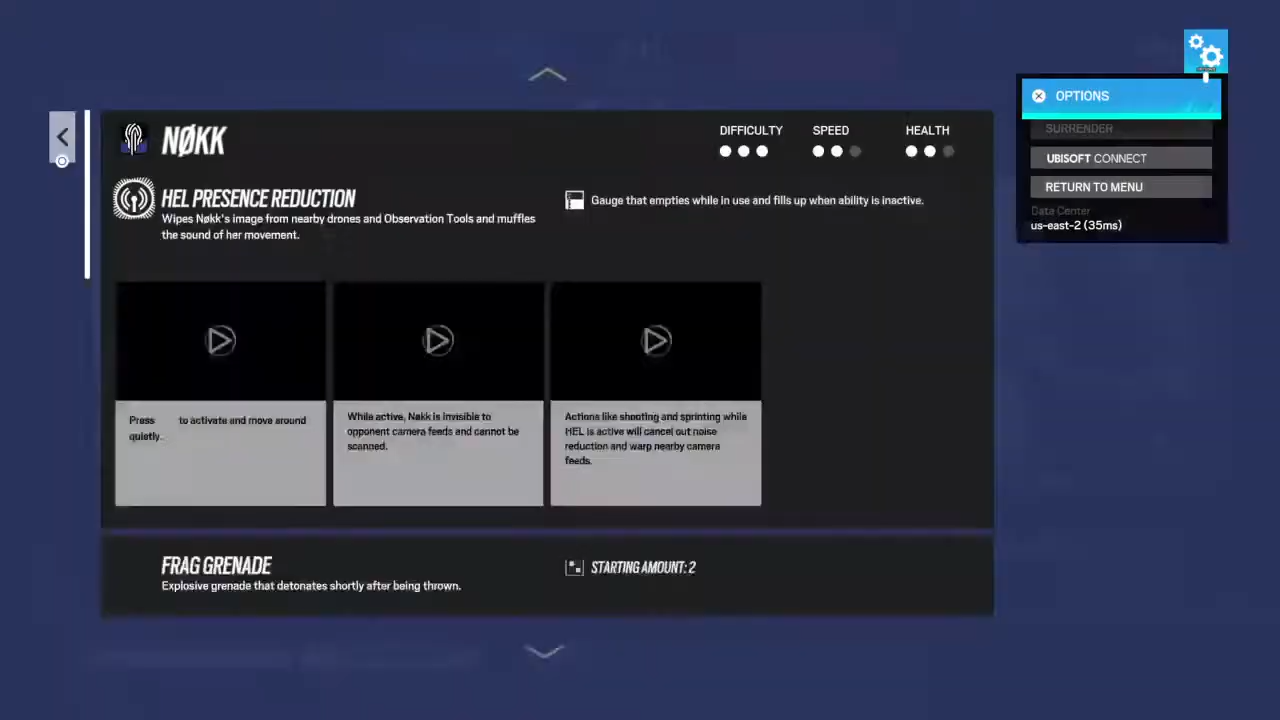 OPTIONS
SURRENDER
UBISOFT CONNECT
RETURN TO MENU
Data Center
us-east-2 (35ms)
NØKK
DIFFICULTY
SPEED
HEALTH
HEL PRESENCE REDUCTION
Wipes Nøkk's image from nearby drones and Observation Tools and muffles
the sound of her movement.
Gauge that empties while in use and fills up when ability is inactive.
Press to activate and move around
quietly.
While active, Nøkk is invisible to
opponent camera feeds and cannot be
scanned.
Actions like shooting and sprinting while
HEL is active will cancel out noise
reduction and warp nearby camera
feeds.
FRAG GRENADE
Explosive grenade that detonates shortly after being thrown.
STARTING AMOUNT: 2